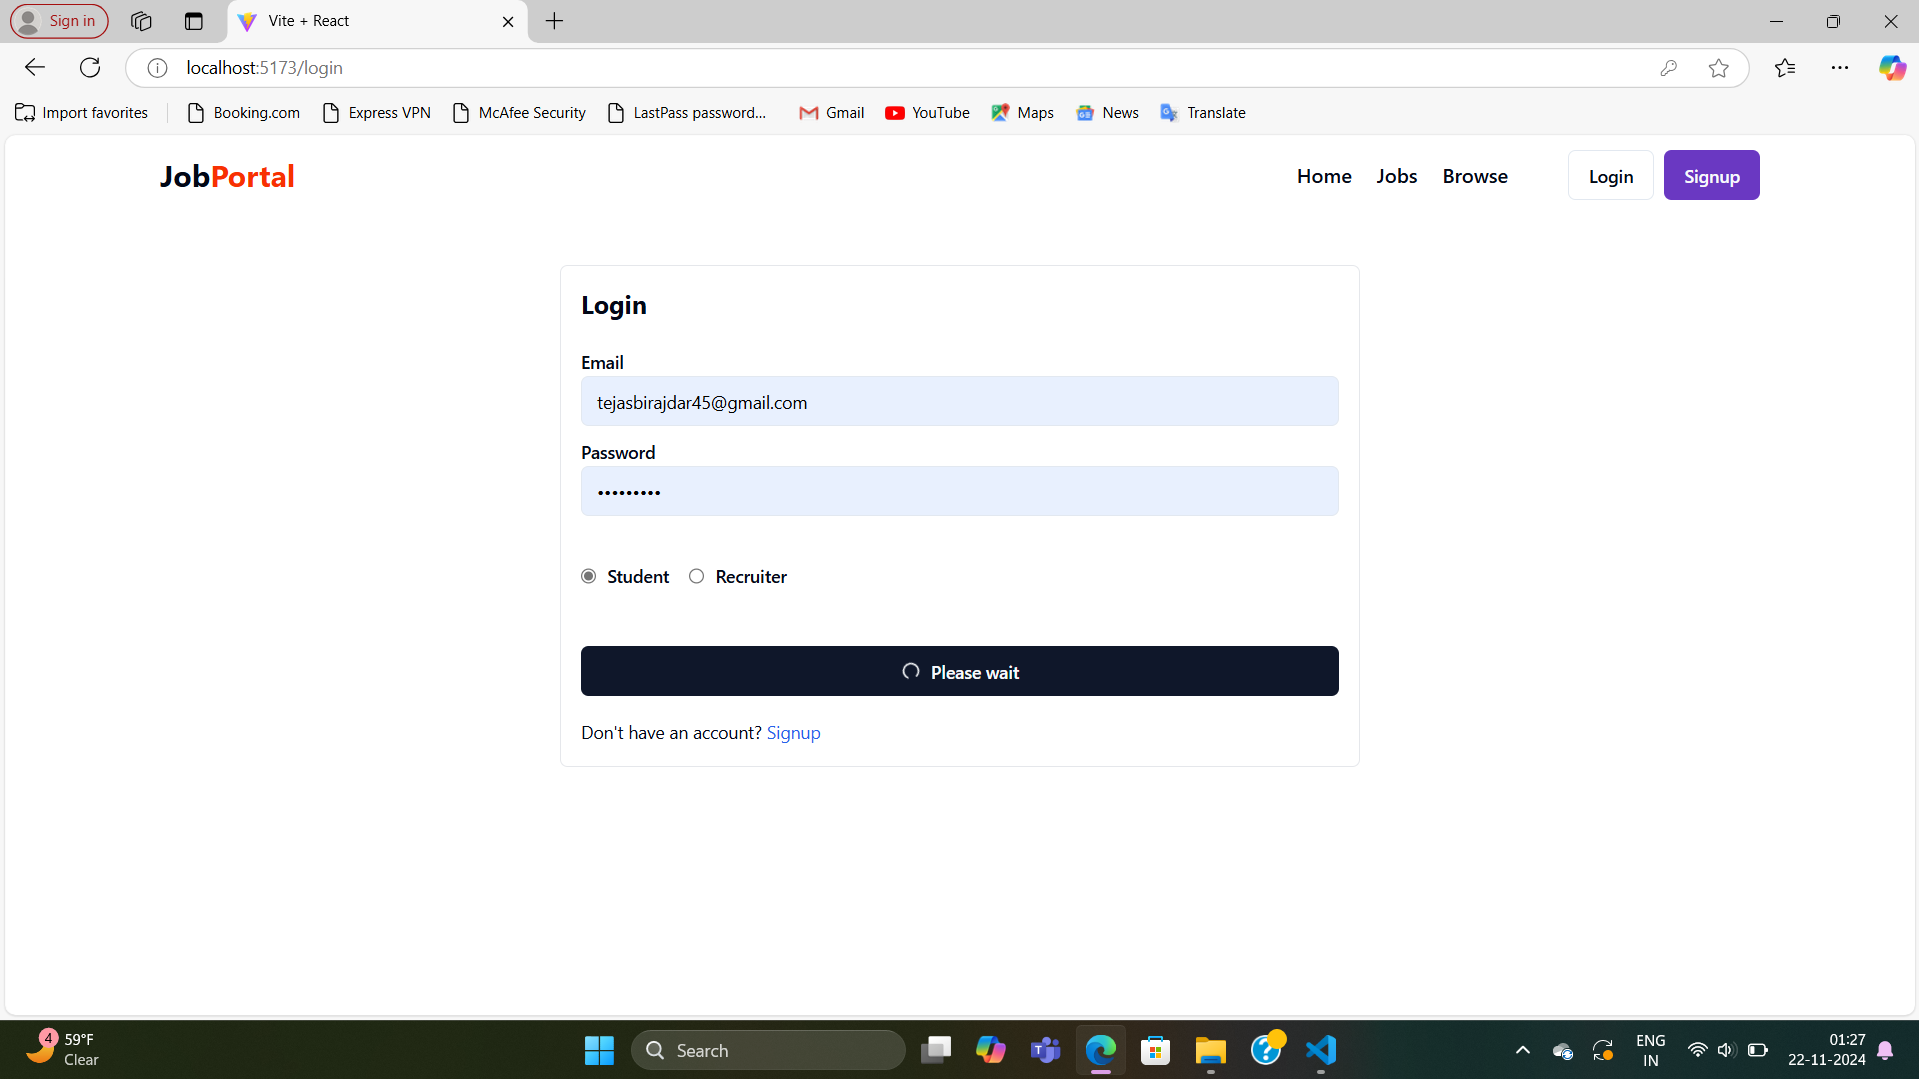 Sign in
Vite + React
localhost:5173/login
Import favorites
Booking.com
Express VPN
McAfee Security
LastPass password...
Gmail
YouTube
Maps
News
Translate
JobPortal
Home
Jobs
Browse
Login
Signup
Login
Email
tejasbirajdar45@gmail.com
Password
•••••••••
Student
Recruiter
Please wait
Don't have an account? Signup
4
59°F
Clear
Search
ENG
IN
01:27
22-11-2024